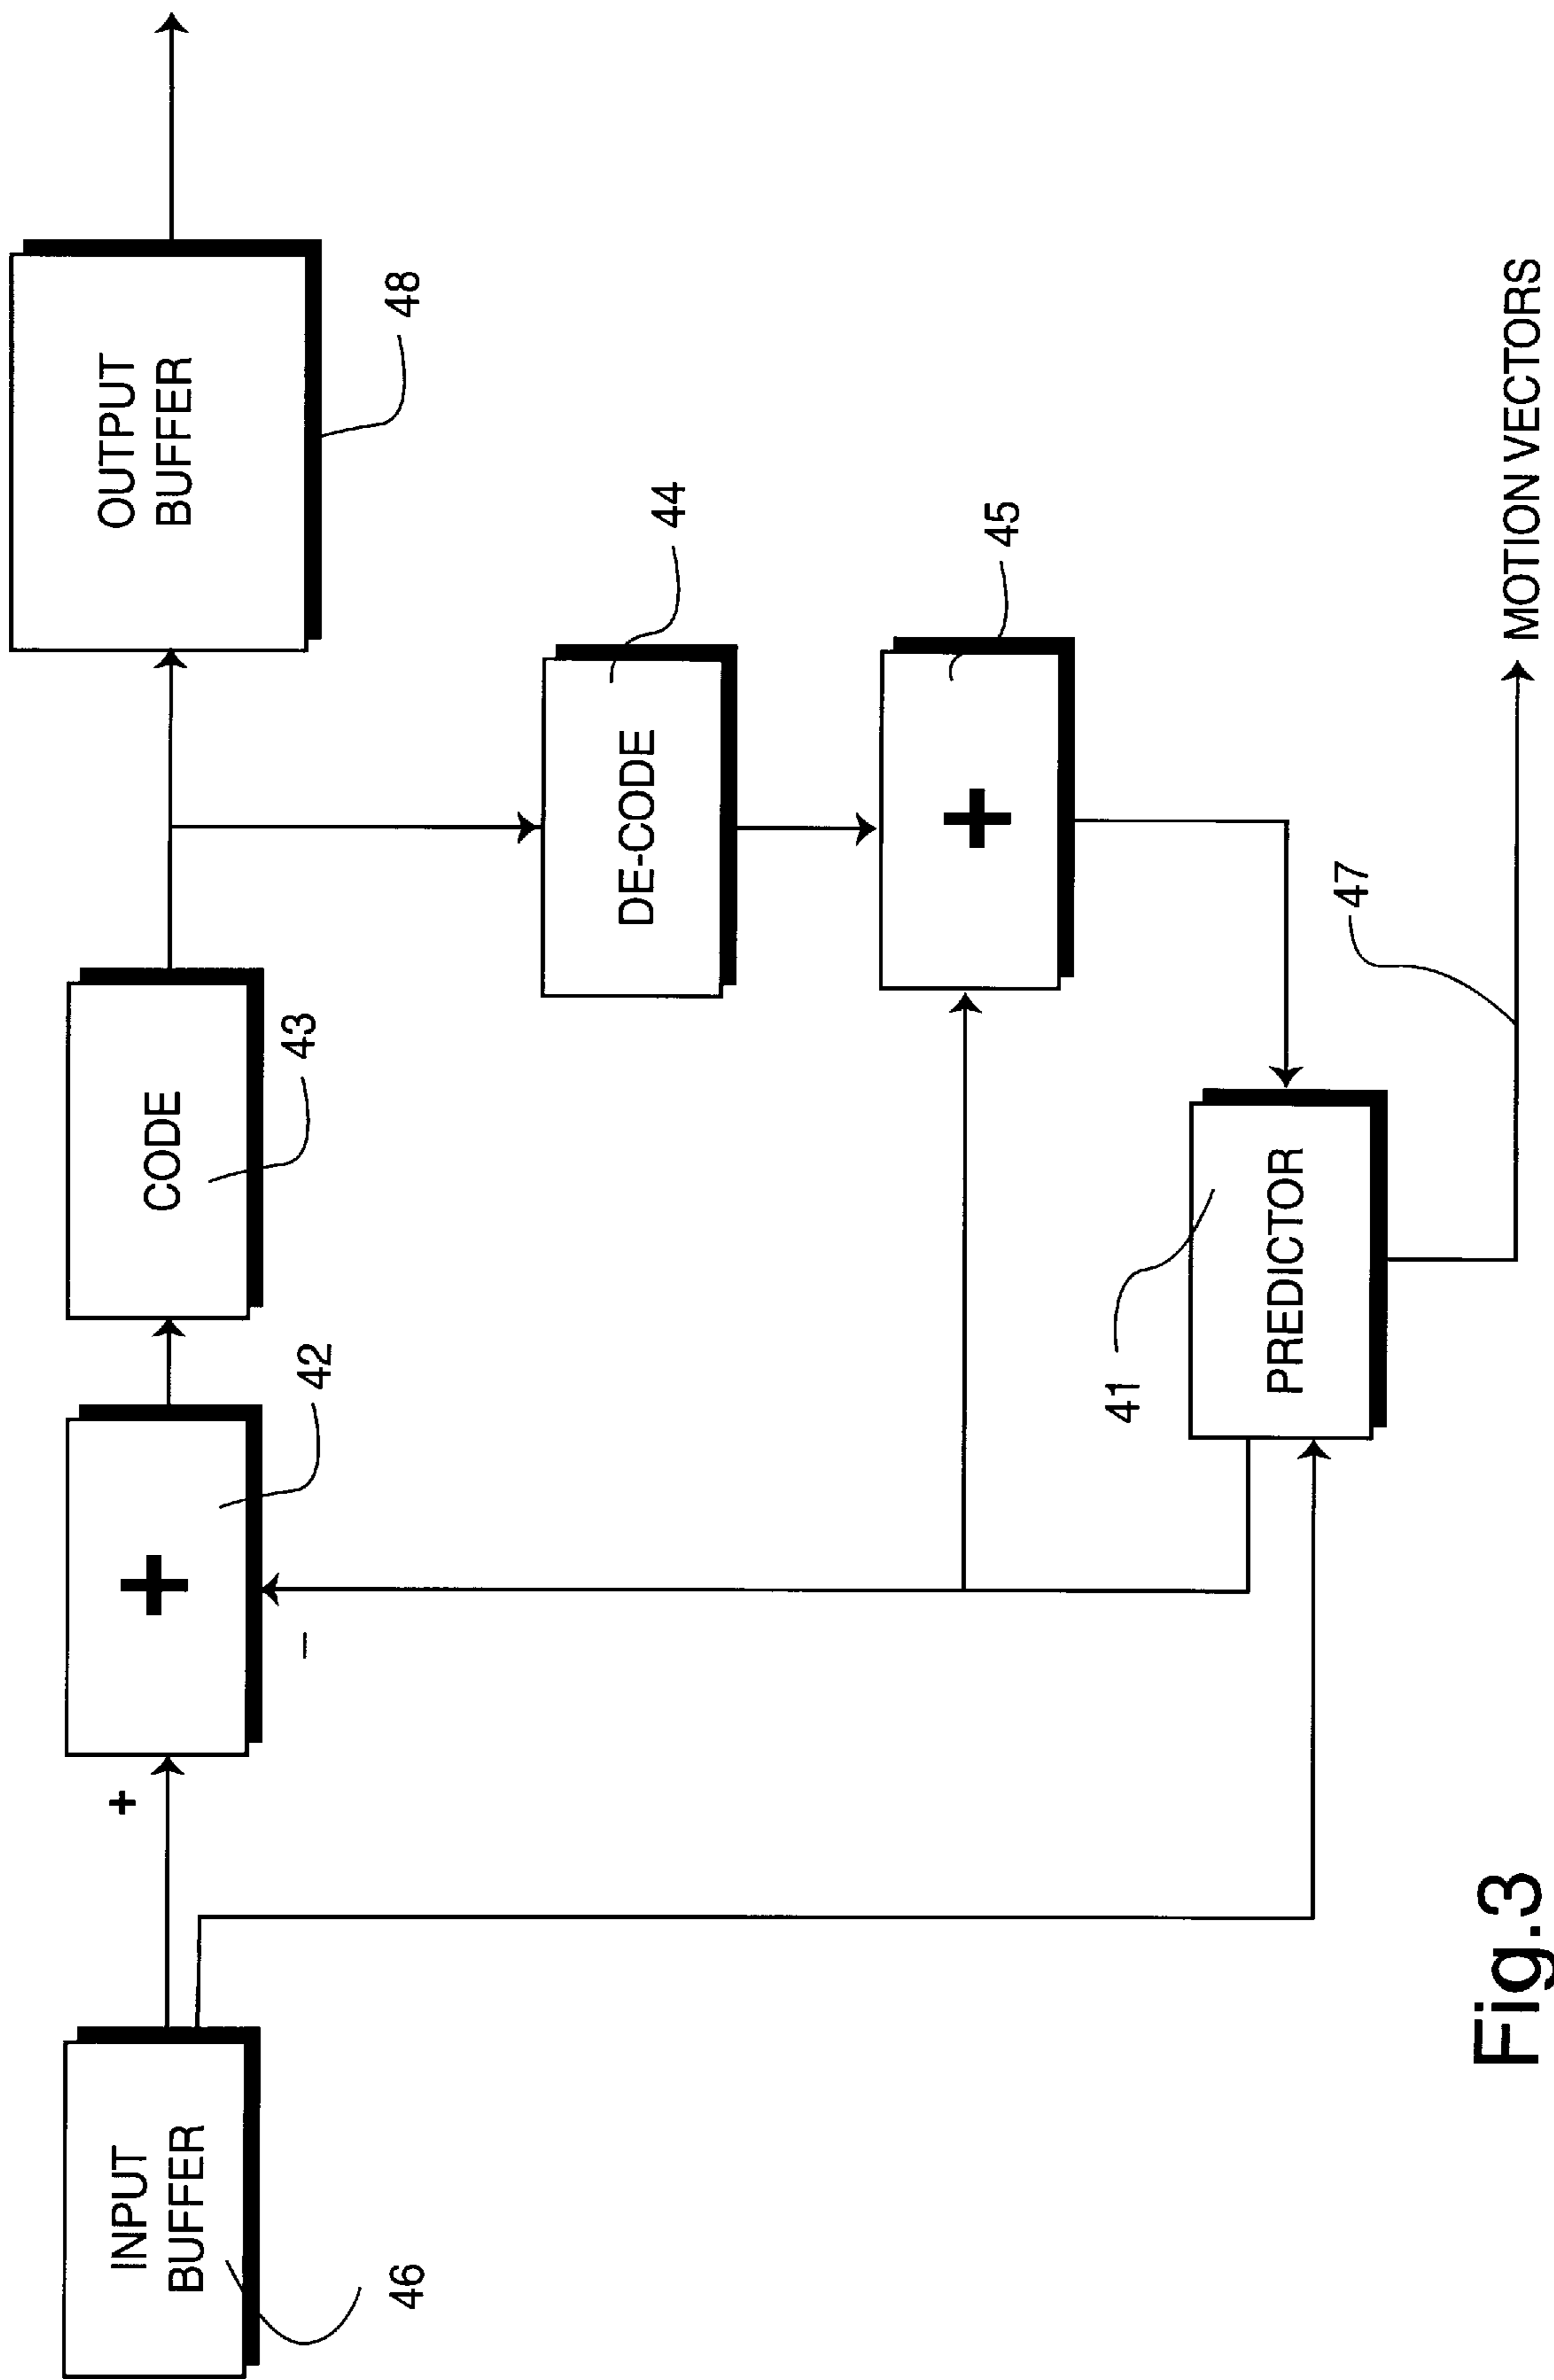 INPUT
BUFFER
46
+
−
+
42
CODE
43
OUTPUT
BUFFER
48
DE-CODE
44
+
45
PREDICTOR
41
47
MOTION VECTORS
Fig.3